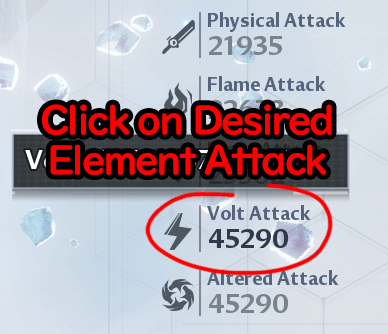 Physical Attack
21935
Flame Attack
Click on Desired
Element Attack
Volt Attack
45290
Altered Attack
45290